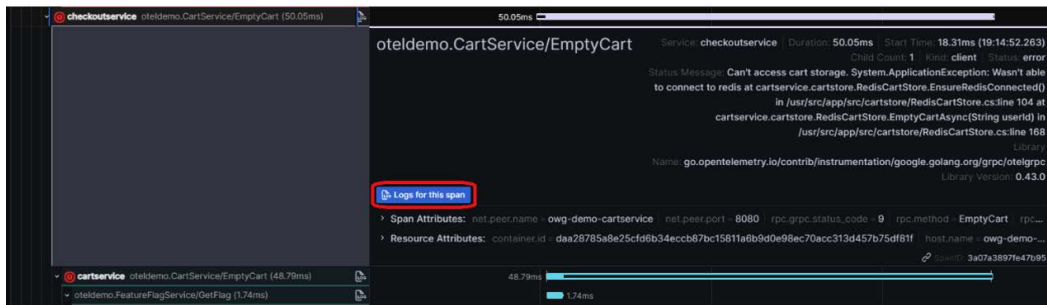 checkoutservice oteldemo.CartService/EmptyCart (50.05ms)
50.05ms
oteldemo.CartService/EmptyCart
Service: checkoutservice Duration: 50.05ms Start Time: 18.31ms (19:14:52.263)
Child Count: 1 Kind: client Status: error
Status Message: Can't access cart storage. System.ApplicationException: Wasn't able
to connect to redis at cartservice.cartstore.RedisCartStore.EnsureRedisConnected()
in /usr/src/app/src/cartstore/RedisCartStore.cs:line 104 at
cartservice.cartstore.RedisCartStore.EmptyCartAsync(String userId) in
/usr/src/app/src/cartstore/RedisCartStore.cs:line 168
Library
Name: go.opentelemetry.io/contrib/instrumentation/google.golang.org/grpc/otelgrpc
Library Version: 0.43.0
Logs for this span
Span Attributes: net.peer.name = owg-demo-cartservice net.peer.port = 8080 rpc.grpc.status_code = 9 rpc.method = EmptyCart rpc....
Resource Attributes: container.id = daa28785a8e25cfd6b34eccb87bc15811a6b9d0e98ec70acc313d457b75df81f host.name = owg-demo-...
SpanID: 3a07a3897fe47b95
cartservice oteldemo.CartService/EmptyCart (48.79ms)
48.79ms
oteldemo.FeatureFlagService/GetFlag (1.74ms)
1.74ms